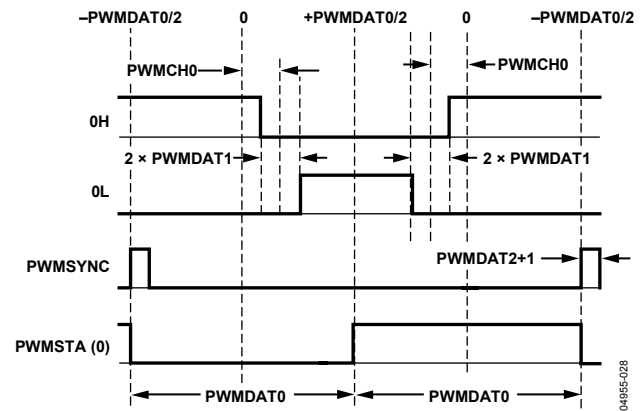 –PWMDAT0/2 0 +PWMDAT0/2 0 –PWMDAT0/2
PWMCH0 PWMCH0
0H
2 × PWMDAT1 2 × PWMDAT1
0L
PWMSYNC PWMDAT2+1
PWMSTA (0)
PWMDAT0 PWMDAT0
04955-028